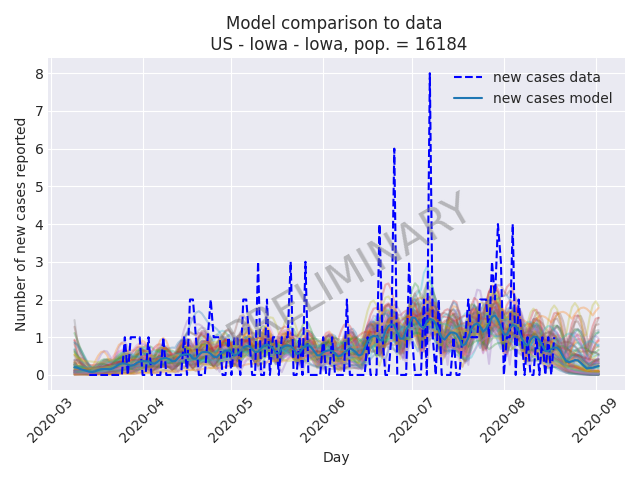 Model comparison to data
US - Iowa - Iowa, pop. = 16184
new cases data
new cases model
8
7
6
5
4
3
2
1
0
Number of new cases reported
PRELIMINARY
2020-03
2020-04
2020-05
2020-06
2020-07
2020-08
2020-09
Day